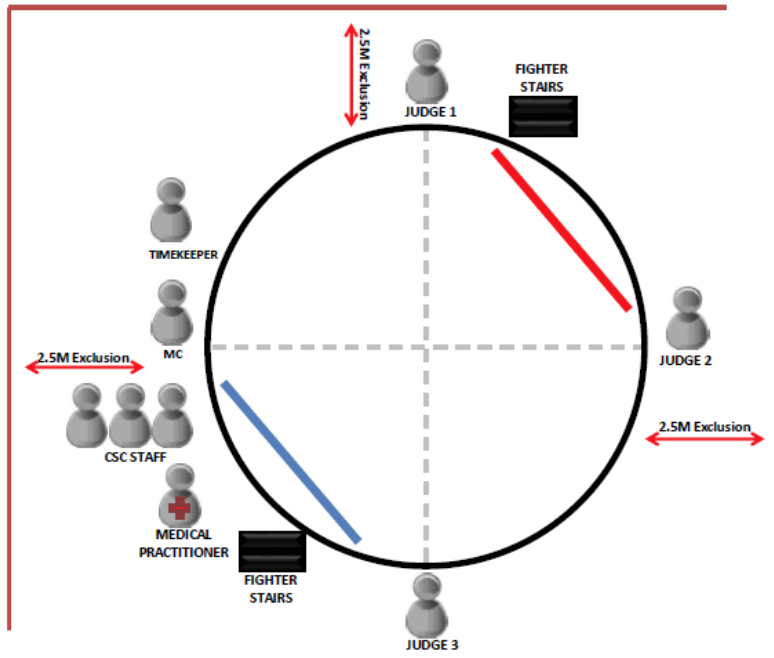 2.5M Exclusion
JUDGE 1
FIGHTER
STAIRS
TIMEKEEPER
MC
2.5M Exclusion
JUDGE 2
2.5M Exclusion
CSC STAFF
MEDICAL
PRACTITIONER
FIGHTER
STAIRS
JUDGE 3